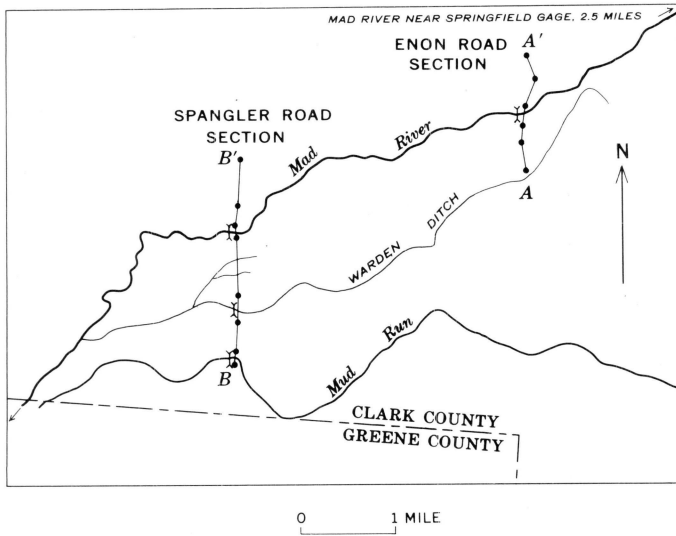 MAD RIVER NEAR SPRINGFIELD GAGE, 2.5 MILES
ENON ROAD
SECTION
A'
SPANGLER ROAD
SECTION
B'
Mad River
N
A
WARDEN DITCH
Mud Run
B
CLARK COUNTY
GREENE COUNTY
0 1 MILE